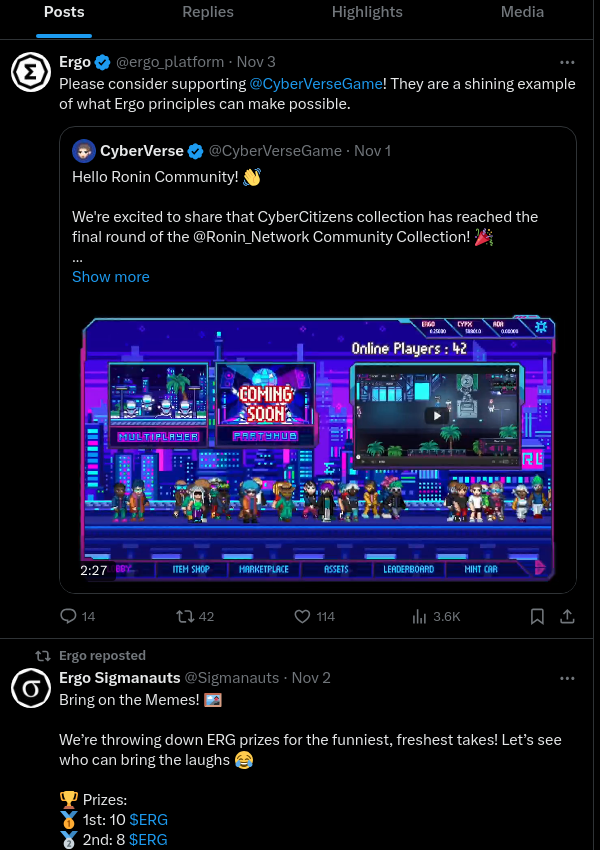 Posts Replies Highlights Media
Ergo @ergo_platform · Nov 3
Please consider supporting @CyberVerseGame! They are a shining example
of what Ergo principles can make possible.
CyberVerse @CyberVerseGame · Nov 1
Hello Ronin Community! 👋
We're excited to share that CyberCitizens collection has reached the
final round of the @Ronin_Network Community Collection! 🎉
...
Show more
ERGO CYPX ADA
Online Players : 42
COMING
SOON
MULTIPLAYER PARTYHUB
2:27 ITEM SHOP MARKETPLACE ASSETS LEADERBOARD MINT CAR
14 42 114 3.6K
Ergo reposted
Ergo Sigmanauts @Sigmanauts · Nov 2
Bring on the Memes! 🖼️
We’re throwing down ERG prizes for the funniest, freshest takes! Let’s see
who can bring the laughs 😂
🏆 Prizes:
🥇 1st: 10 $ERG
🥈 2nd: 8 $ERG